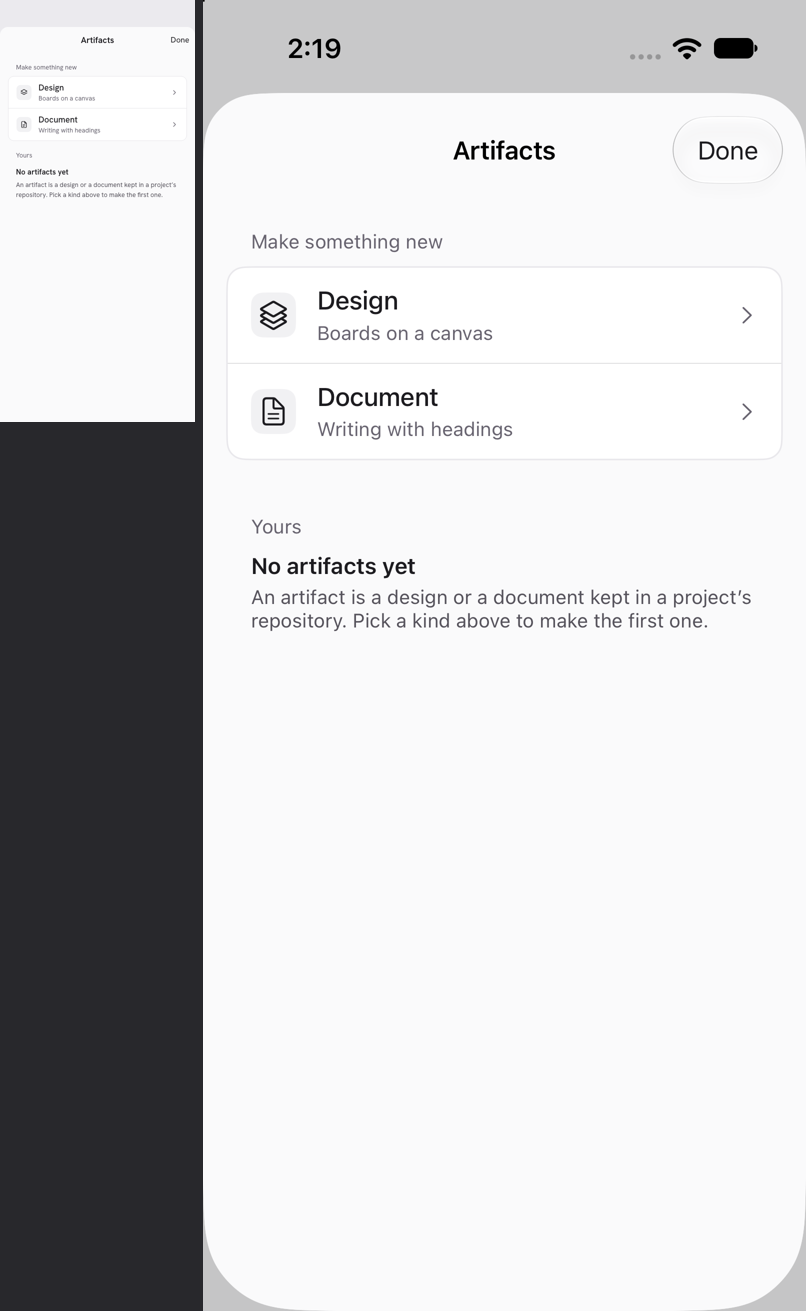 Artifacts
Done
Make something new
Design
Boards on a canvas
Document
Writing with headings
Yours
No artifacts yet
An artifact is a design or a document kept in a project's
repository. Pick a kind above to make the first one.
2:19
Artifacts
Done
Make something new
Design
Boards on a canvas
Document
Writing with headings
Yours
No artifacts yet
An artifact is a design or a document kept in a project’s
repository. Pick a kind above to make the first one.